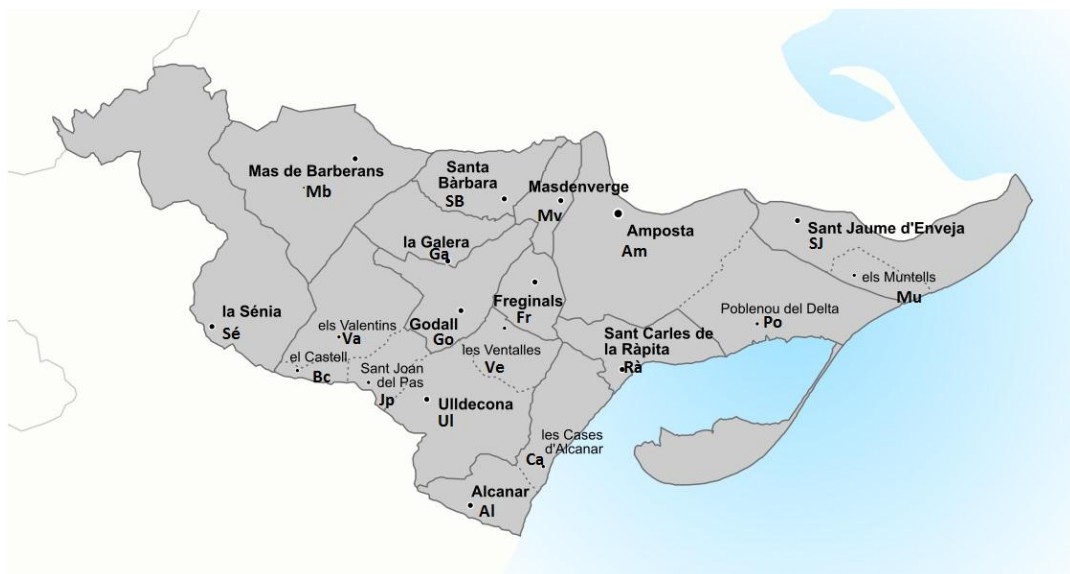 Mas de Barberans
Mb
Santa
Bàrbara
SB
Masdenverge
Mv
Amposta
Am
Sant Jaume d'Enveja
SJ
la Galera
Ga
els Muntells
Mu
Freginals
Fr
Poblenou del Delta
Po
la Sénia
Sé
els Valentins
Va
Godall
Go
Sant Carles de
la Ràpita
Rà
les Ventalles
Ve
el Castell
Bc
Sant Joan
del Pas
Jp
Ulldecona
Ul
les Cases
d'Alcanar
Ca
Alcanar
Al